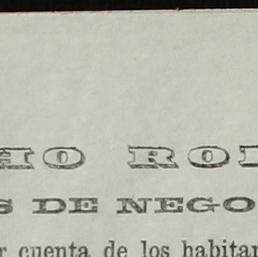 HO RO
S DE NEGO
r cuenta de los habitan